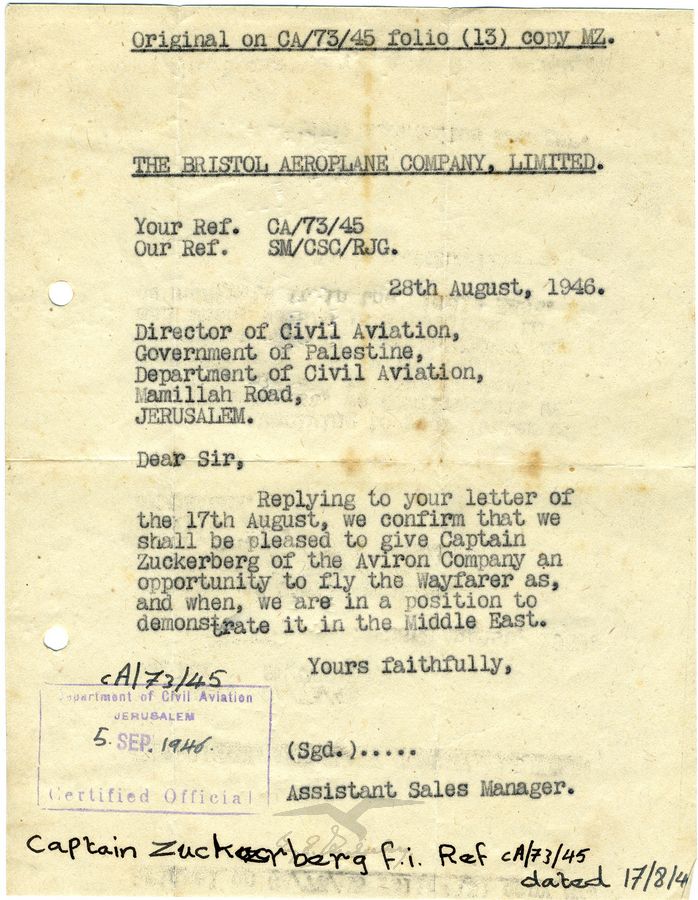 Original on CA/73/45 folio (13) copy MZ.
THE BRISTOL AEROPLANE COMPANY, LIMITED.
Your Ref. CA/73/45
Our Ref. SM/CSC/RJG.
28th August, 1946.
Director of Civil Aviation,
Government of Palestine,
Department of Civil Aviation,
Mamillah Road,
JERUSALEM.
Dear Sir,
Replying to your letter of
the 17th August, we confirm that we
shall be pleased to give Captain
Zuckerberg of the Aviron Company an
opportunity to fly the Wayfarer as,
and when, we are in a position to
demonstrate it in the Middle East.
Yours faithfully,
CA/73/45
Department of Civil Aviation
JERUSALEM
5 SEP. 1946.
Certified Official
(Sgd.).....
Assistant Sales Manager.
Captain Zuckerberg f.i. Ref CA/73/45
dated 17/8/4